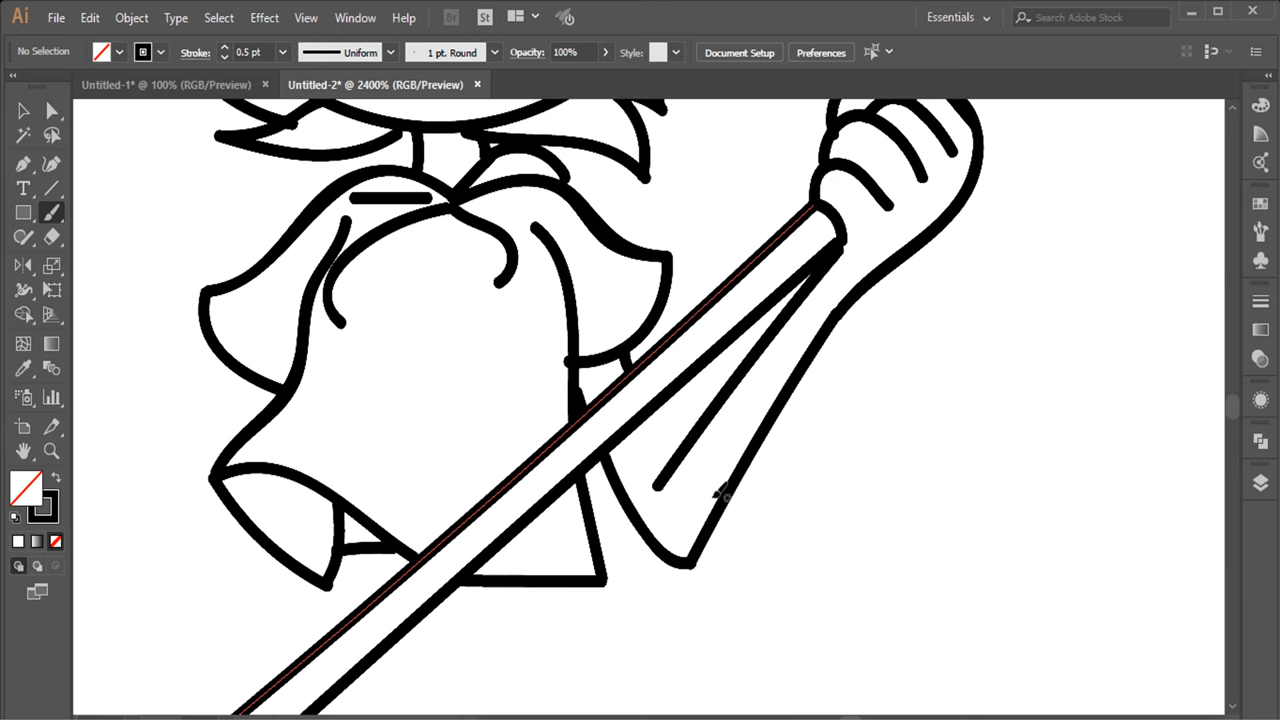 Ai File Edit Object Type Select Effect View Window Help Br St Essentials Search Adobe Stock
No Selection Stroke: 0.5 pt Uniform 1 pt. Round Opacity: 100% Style: Document Setup Preferences
Untitled-1* @ 100% (RGB/Preview) × Untitled-2* @ 2400% (RGB/Preview) ×